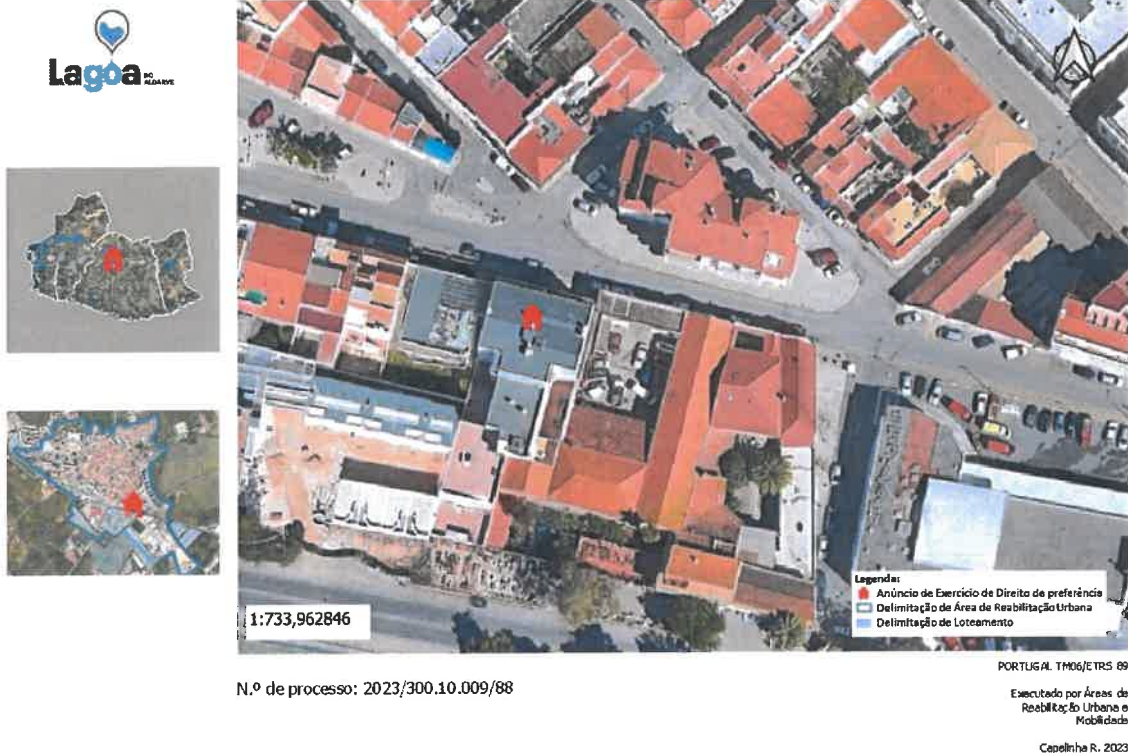 Lagoa DO ALGARVE
1:733,962846
Legenda:
Anúncio de Exercício de Direito de preferência
Delimitação de Área de Reabilitação Urbana
Delimitação de Loteamento
N.º de processo: 2023/300.10.009/88
PORTUGAL TM06/ETRS 89
Executado por Áreas de
Reabilitação Urbana e
Mobilidade
Capelinha R. 2023